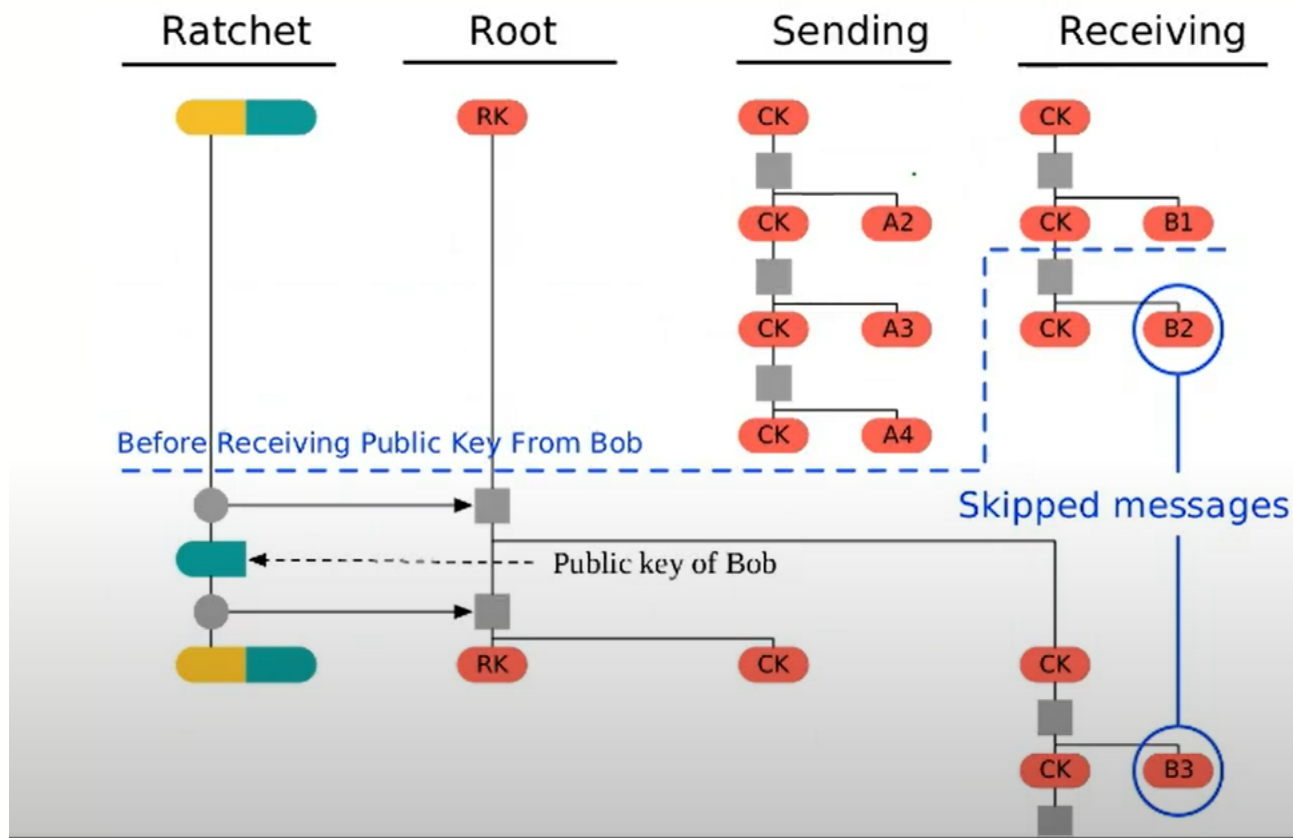 Ratchet Root Sending Receiving
RK CK CK
CK A2 CK B1
CK A3 CK B2
CK A4
Before Receiving Public Key From Bob
Skipped messages
Public key of Bob
RK CK CK
CK B3